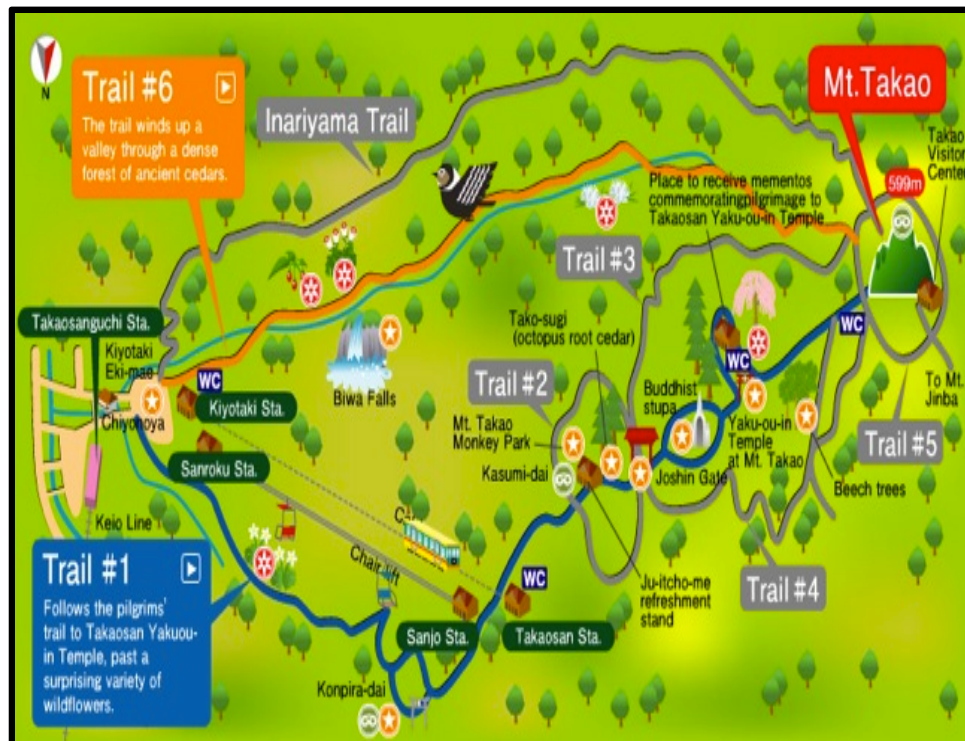 N
Trail #6
The trail winds up a
valley through a dense
forest of ancient cedars.
Inariyama Trail
Mt.Takao
Takao
Visitor
Center
599m
Place to receive mementos
commemoratingpilgrimage to
Takaosan Yaku-ou-in Temple
Trail #3
Tako-sugi
(octopus root cedar)
Takaosanguchi Sta.
Kiyotaki
Eki-mae
WC
Kiyotaki Sta.
Biwa Falls
Trail #2
Mt. Takao
Monkey Park
Kasumi-dai
Buddhist
stupa
WC
WC
To Mt.
Jinba
Yaku-ou-in
Temple
at Mt. Takao
Trail #5
Sanroku Sta.
Joshin Gate
Beech trees
Keio Line
Trail #1
Follows the pilgrims'
trail to Takaosan Yakuou-
in Temple, past a
surprising variety of
wildflowers.
WC
Ju-itcho-me
refreshment
stand
Trail #4
Sanjo Sta.
Takaosan Sta.
Konpira-dai